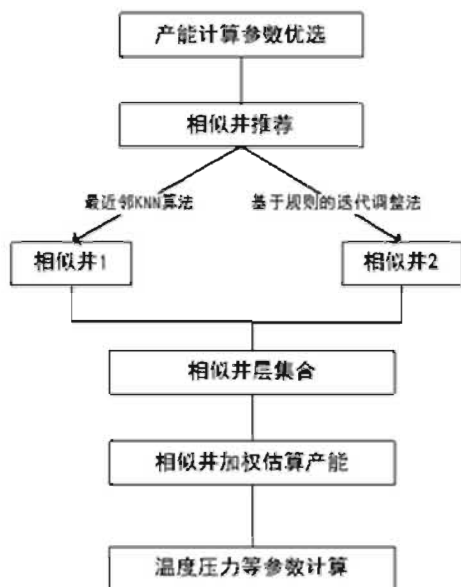 产能计算参数优选
相似井推荐
最近邻KNN算法
基于规则的迭代调整法
相似井1
相似井2
相似井层集合
相似井加权估算产能
温度压力等参数计算